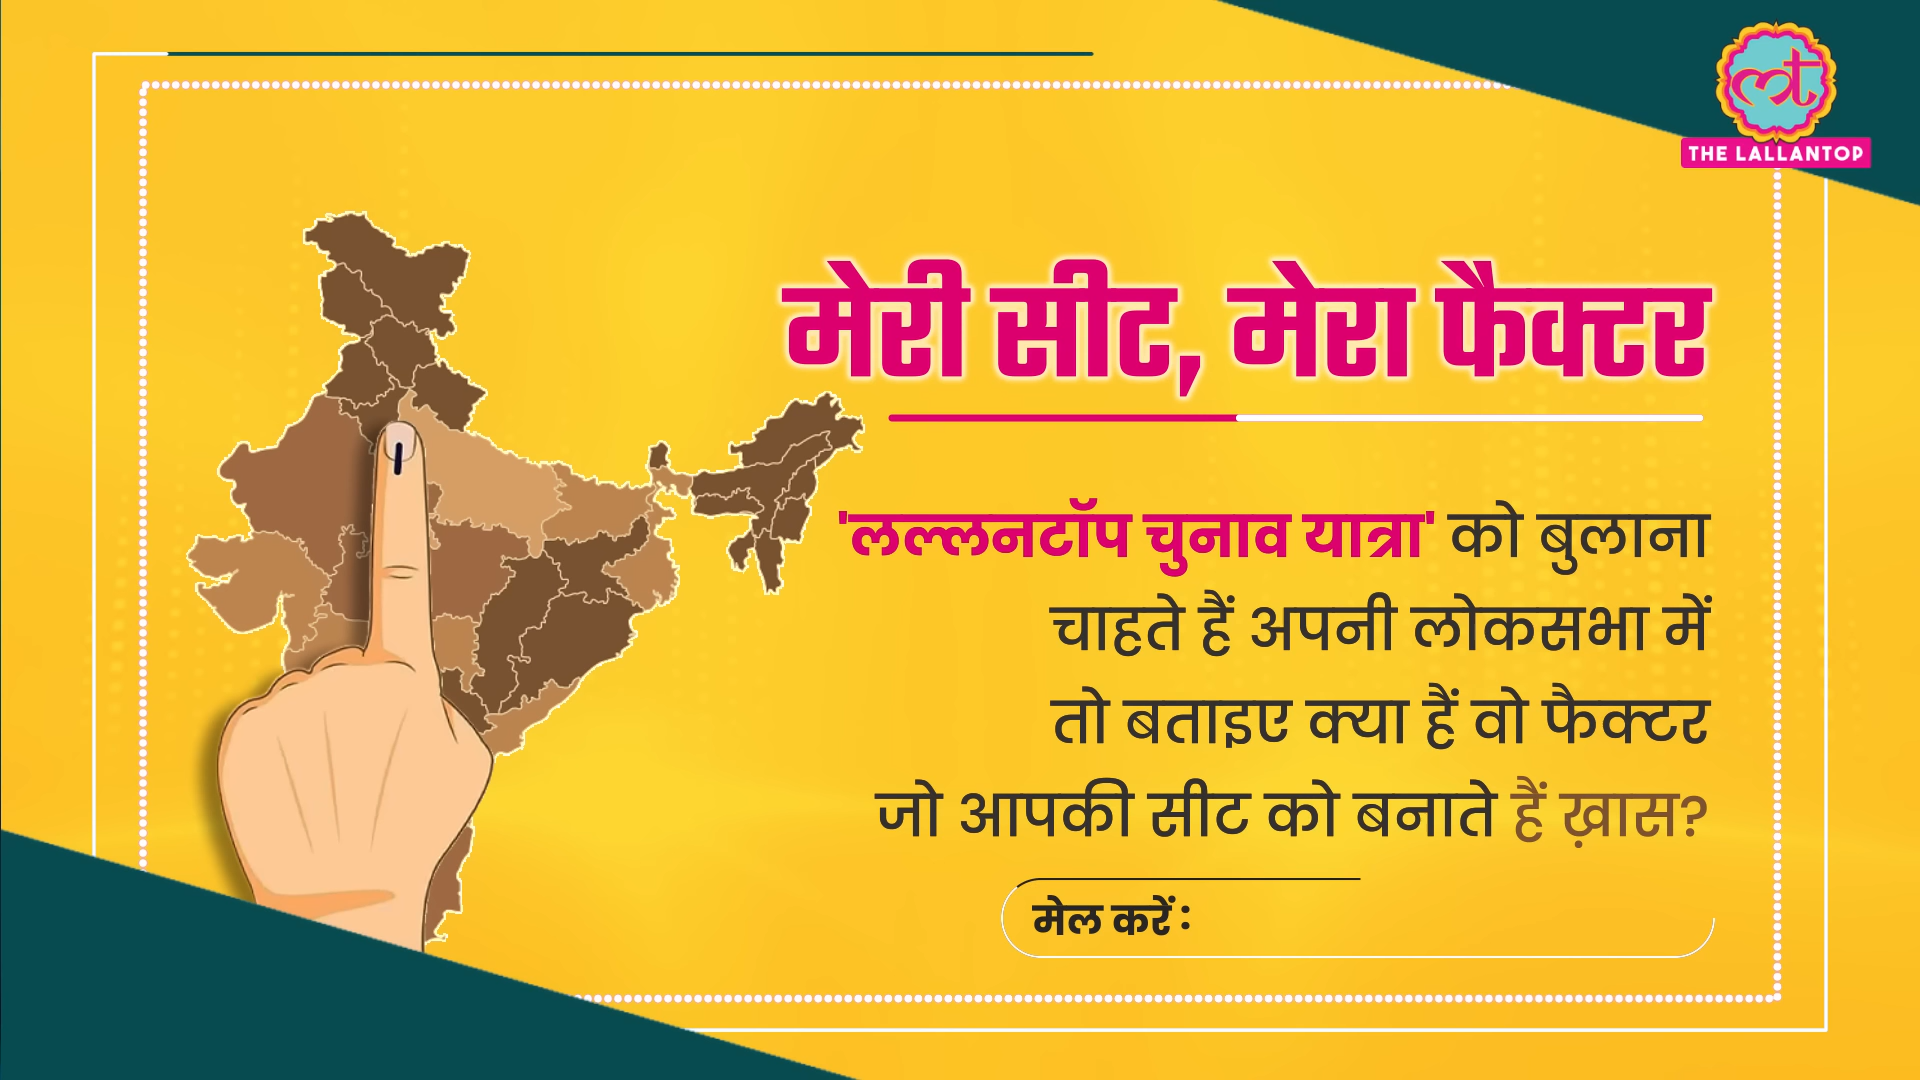 THE LALLANTOP
मेरी सीट, मेरा फैक्टर
'लल्लनटॉप चुनाव यात्रा' को बुलाना
चाहते हैं अपनी लोकसभा में
तो बताइए क्या हैं वो फैक्टर
जो आपकी सीट को बनाते हैं ख़ास?
मेल करें :